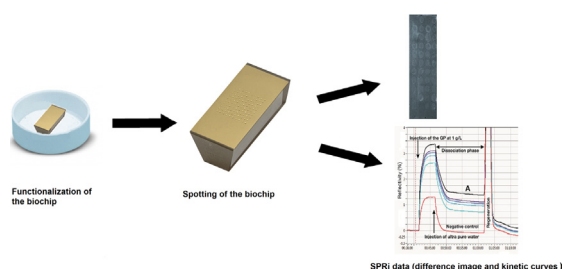 Functionalization of
the biochip
Spotting of the biochip
Injection of the GP at 1 g/L
Dissociation phase
A
Reflectivity (%)
Negative control
Regeneration
Injection of ultra pure water
SPRi data (difference image and kinetic curves )